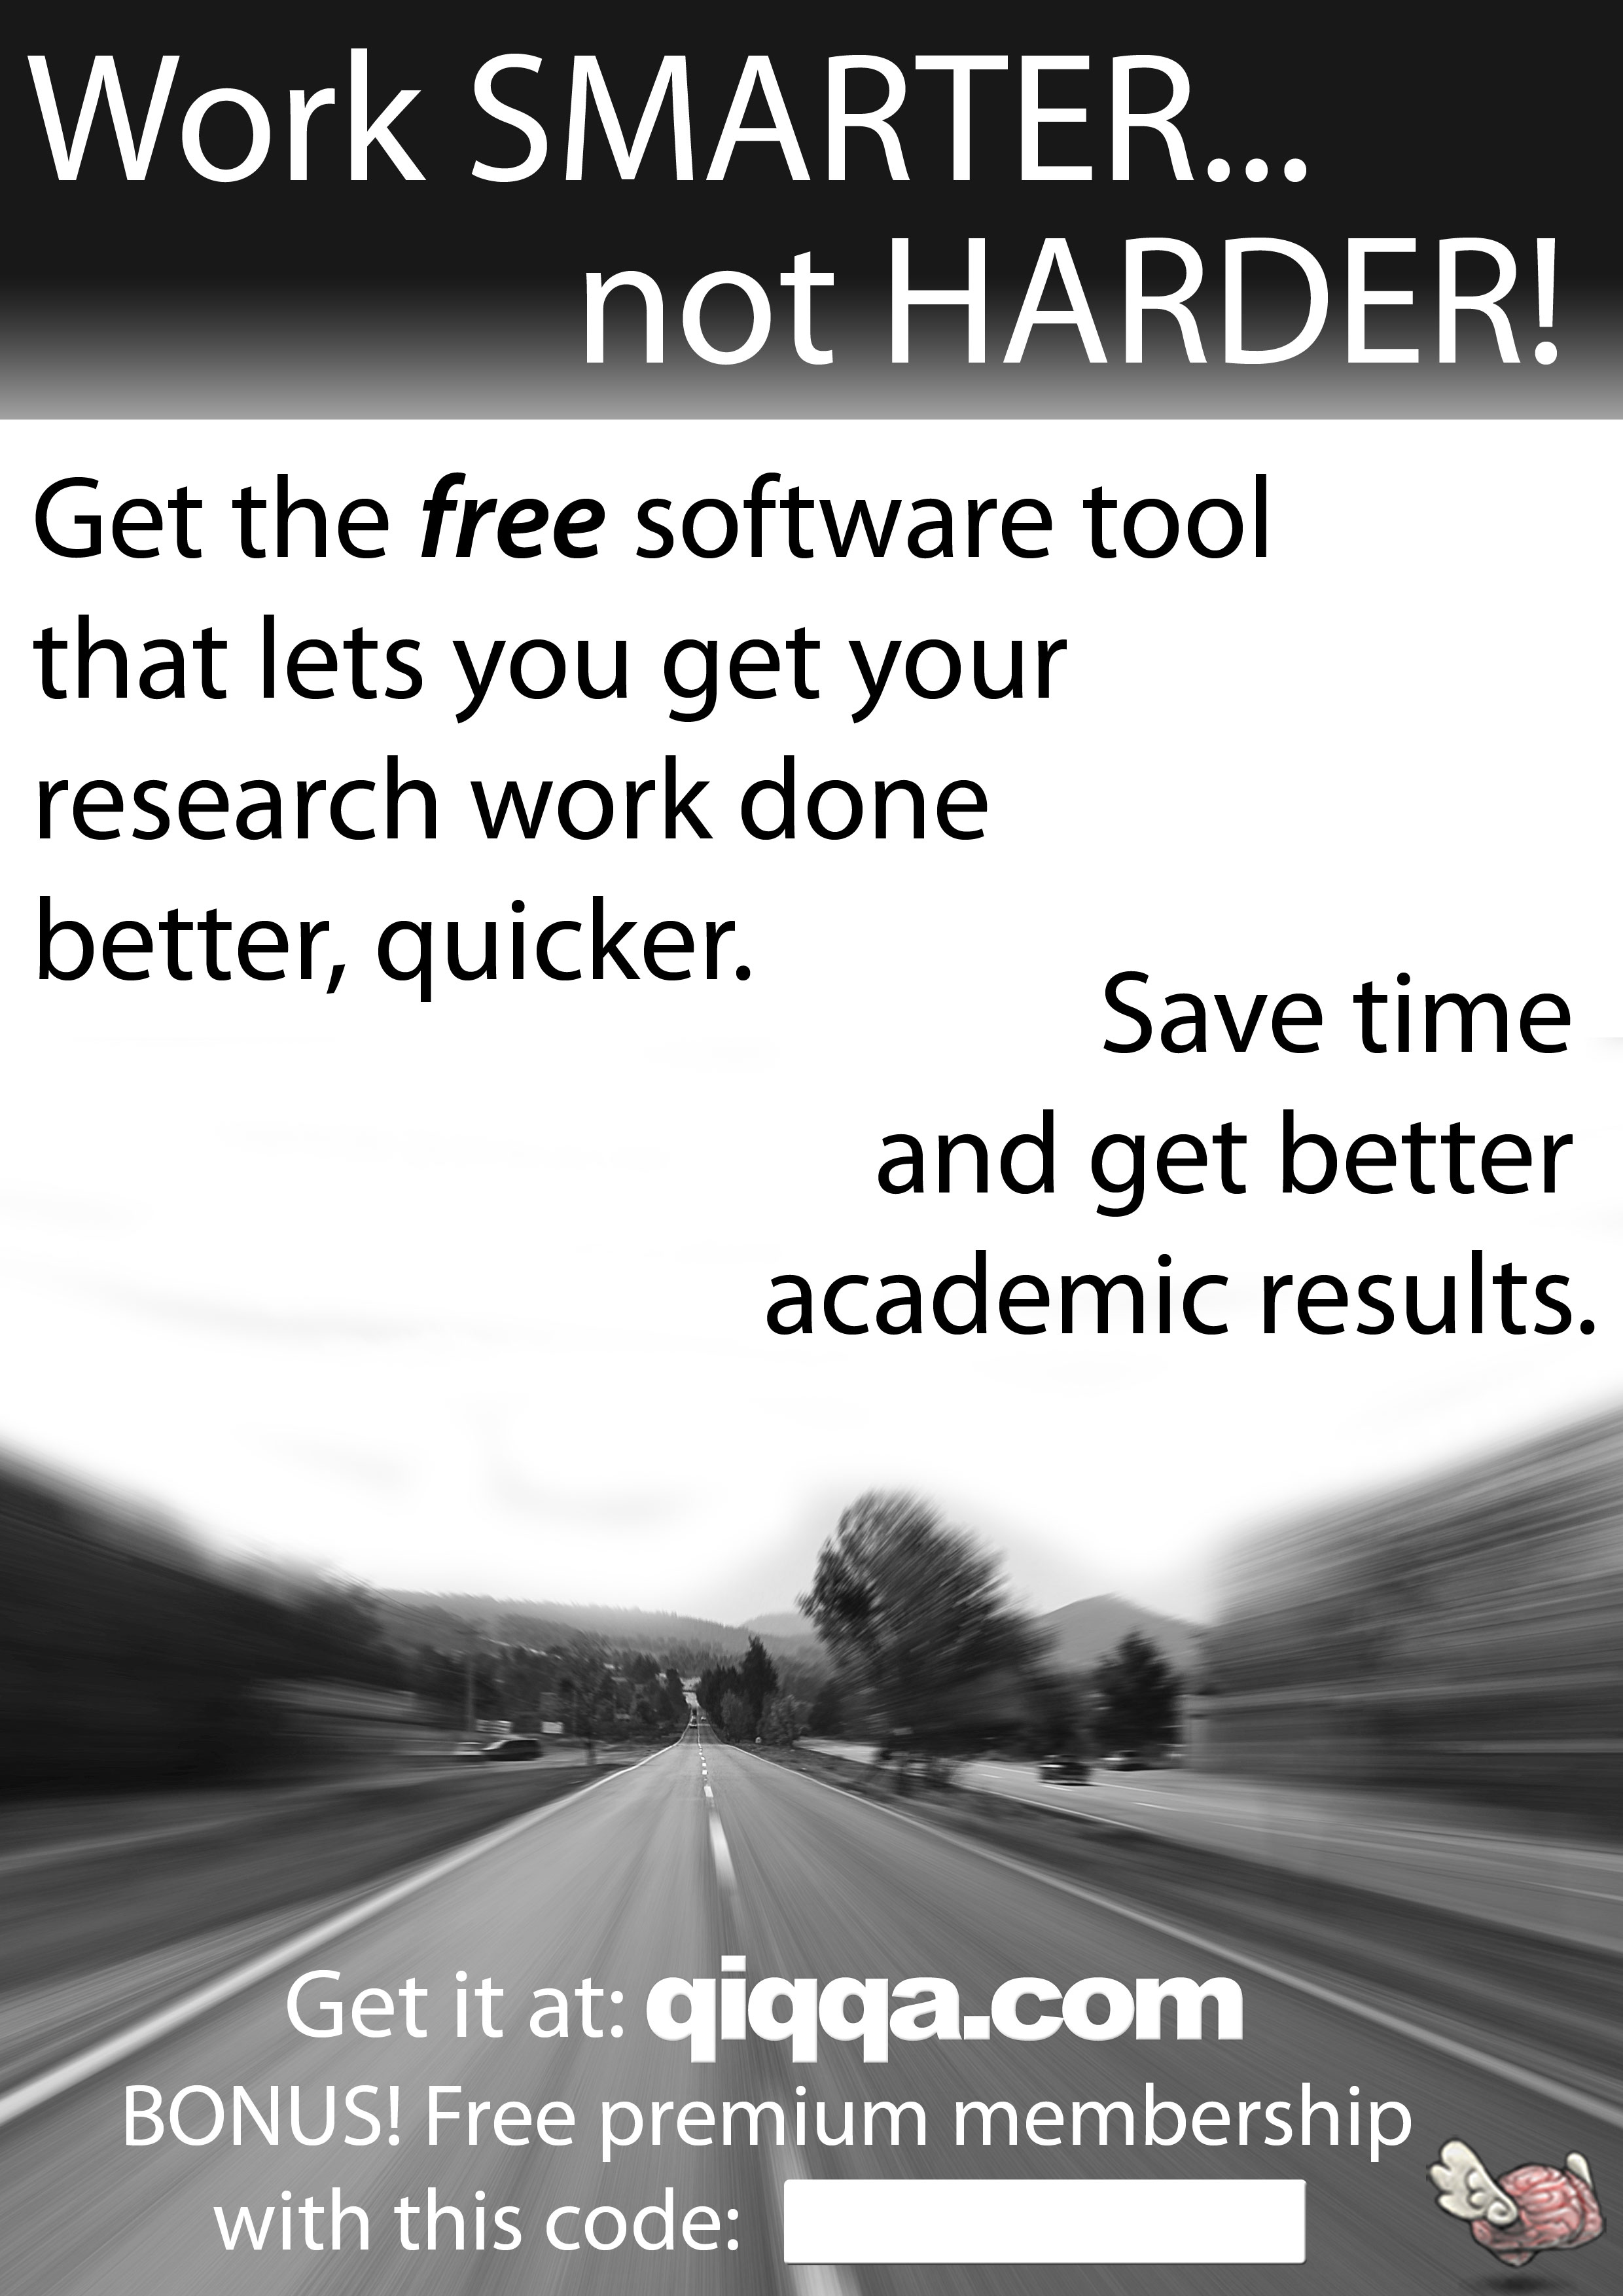 Work SMARTER...
not HARDER!
Get the free software tool
that lets you get your
research work done
better, quicker.
Save time
and get better
academic results.
Get it at: qiqqa.com
BONUS! Free premium membership
with this code: